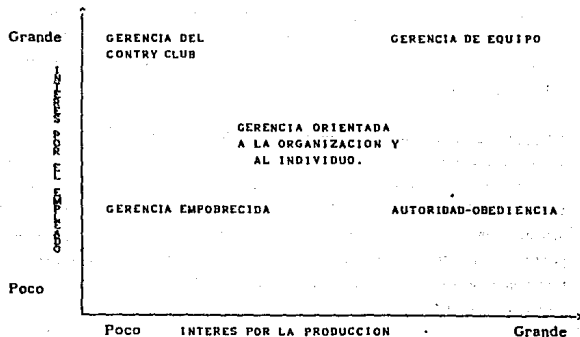 Grande
GERENCIA DEL
CONTRY CLUB
GERENCIA DE EQUIPO
INTERES POR EL EMPLEADO
GERENCIA ORIENTADA
A LA ORGANIZACION Y
AL INDIVIDUO.
GERENCIA EMPOBRECIDA
AUTORIDAD-OBEDIENCIA
Poco
Poco
INTERES POR LA PRODUCCION
Grande